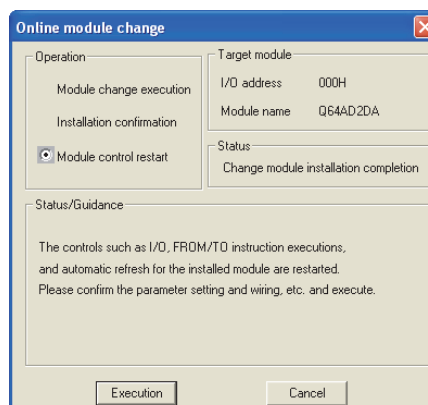 Online module change
Operation
Module change execution
Installation confirmation
Module control restart
Target module
I/O address 000H
Module name Q64AD2DA
Status
Change module installation completion
Status/Guidance
The controls such as I/O, FROM/TO instruction executions,
and automatic refresh for the installed module are restarted.
Please confirm the parameter setting and wiring, etc. and execute.
Execution
Cancel